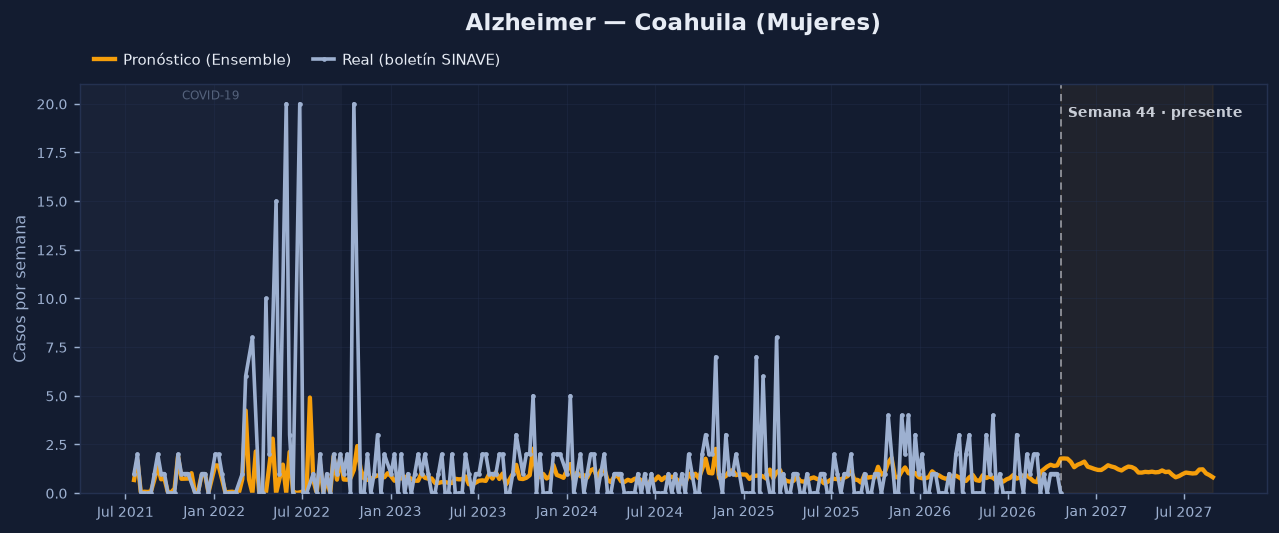 Alzheimer — Coahuila (Mujeres)
Pronóstico (Ensemble) Real (boletín SINAVE)
COVID-19
Semana 44 · presente
Casos por semana
20.0
17.5
15.0
12.5
10.0
7.5
5.0
2.5
0.0
Jul 2021 Jan 2022 Jul 2022 Jan 2023 Jul 2023 Jan 2024 Jul 2024 Jan 2025 Jul 2025 Jan 2026 Jul 2026 Jan 2027 Jul 2027